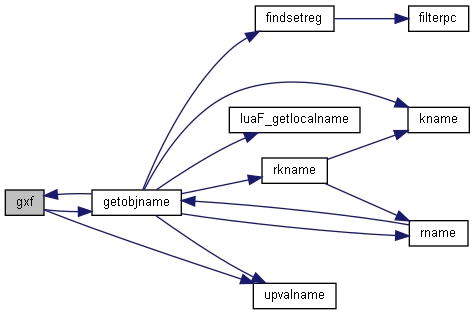 findsetreg
filterpc
kname
luaF_getlocalname
rkname
gxf
getobjname
rname
upvalname